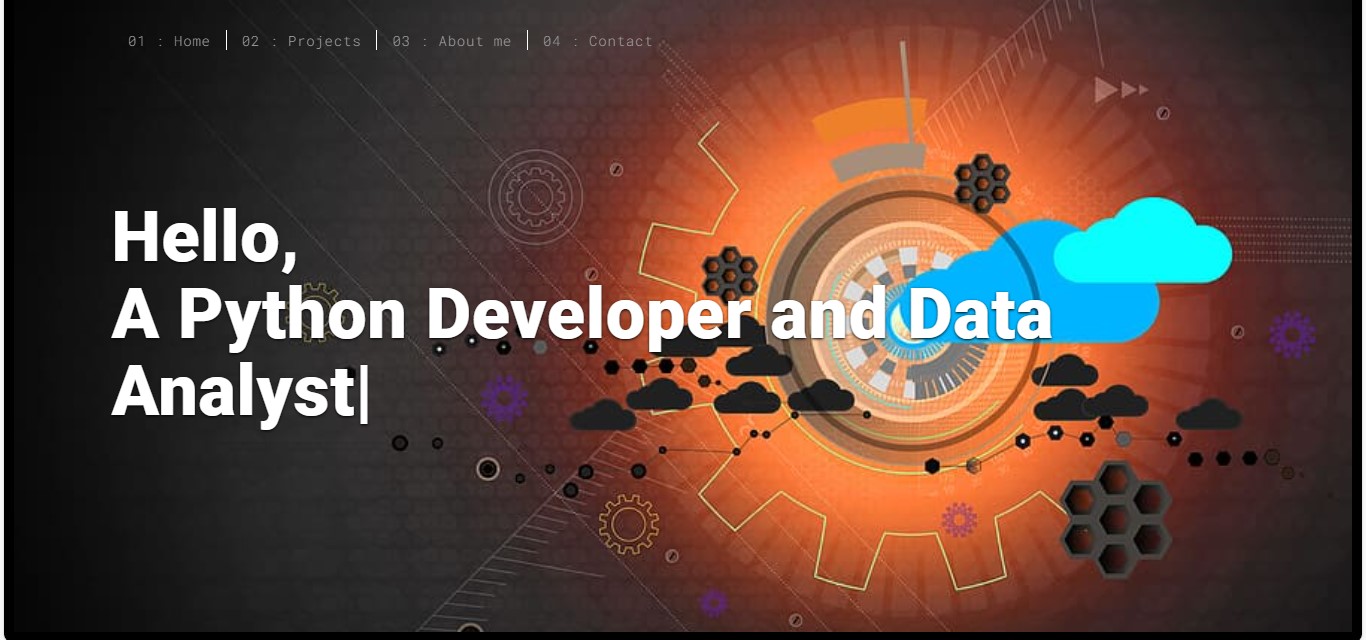 01 : Home | 02 : Projects | 03 : About me | 04 : Contact
Hello,
A Python Developer and Data
Analyst|